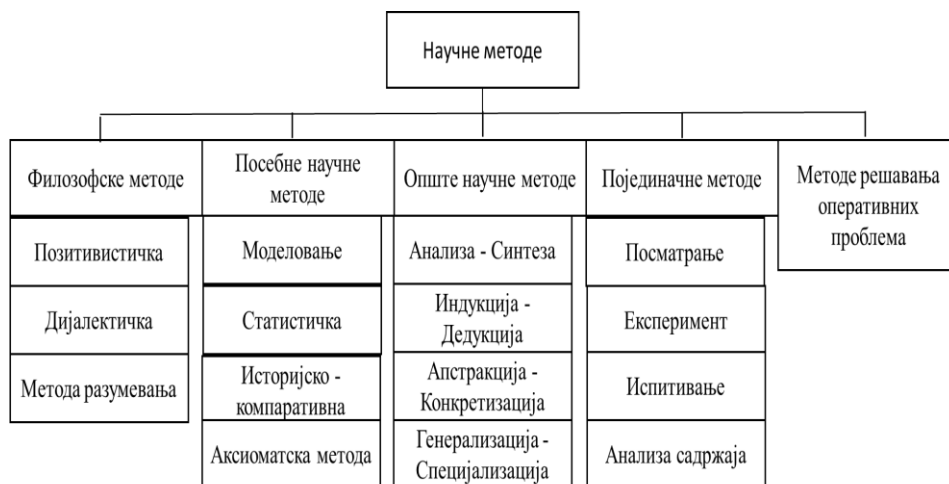 Научне методе
Филозофске методе
Позитивистичка
Дијалектичка
Метода разумевања
Посебне научне
методе
Моделовање
Статистичка
Историјско -
компаративна
Аксиоматска метода
Опште научне методе
Анализа - Синтеза
Индукција -
Дедукција
Апстракција -
Конкретизација
Генерализација -
Специјализација
Појединачне методе
Посматрање
Експеримент
Испитивање
Анализа садржаја
Методе решавања
оперативних
проблема